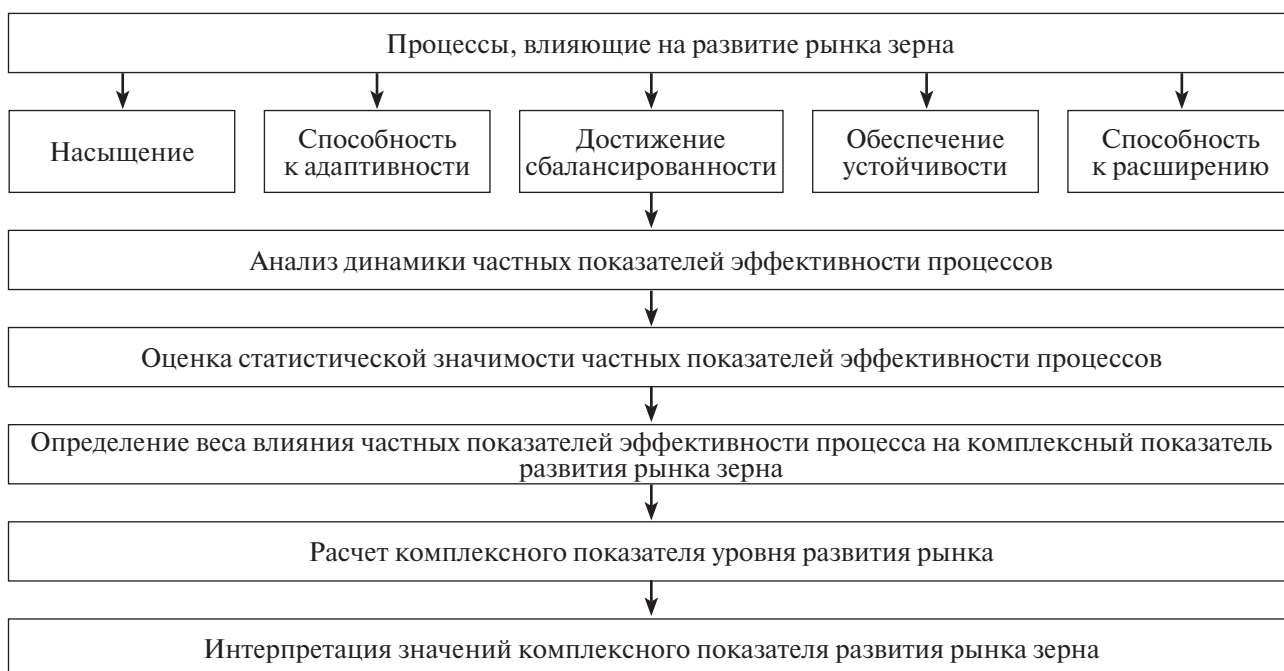 Процессы, влияющие на развитие рынка зерна
Насыщение
Способность
к адаптивности
Достижение
сбалансированности
Обеспечение
устойчивости
Способность
к расширению
Анализ динамики частных показателей эффективности процессов
Оценка статистической значимости частных показателей эффективности процессов
Определение веса влияния частных показателей эффективности процесса на комплексный показатель
развития рынка зерна
Расчет комплексного показателя уровня развития рынка
Интерпретация значений комплексного показателя развития рынка зерна